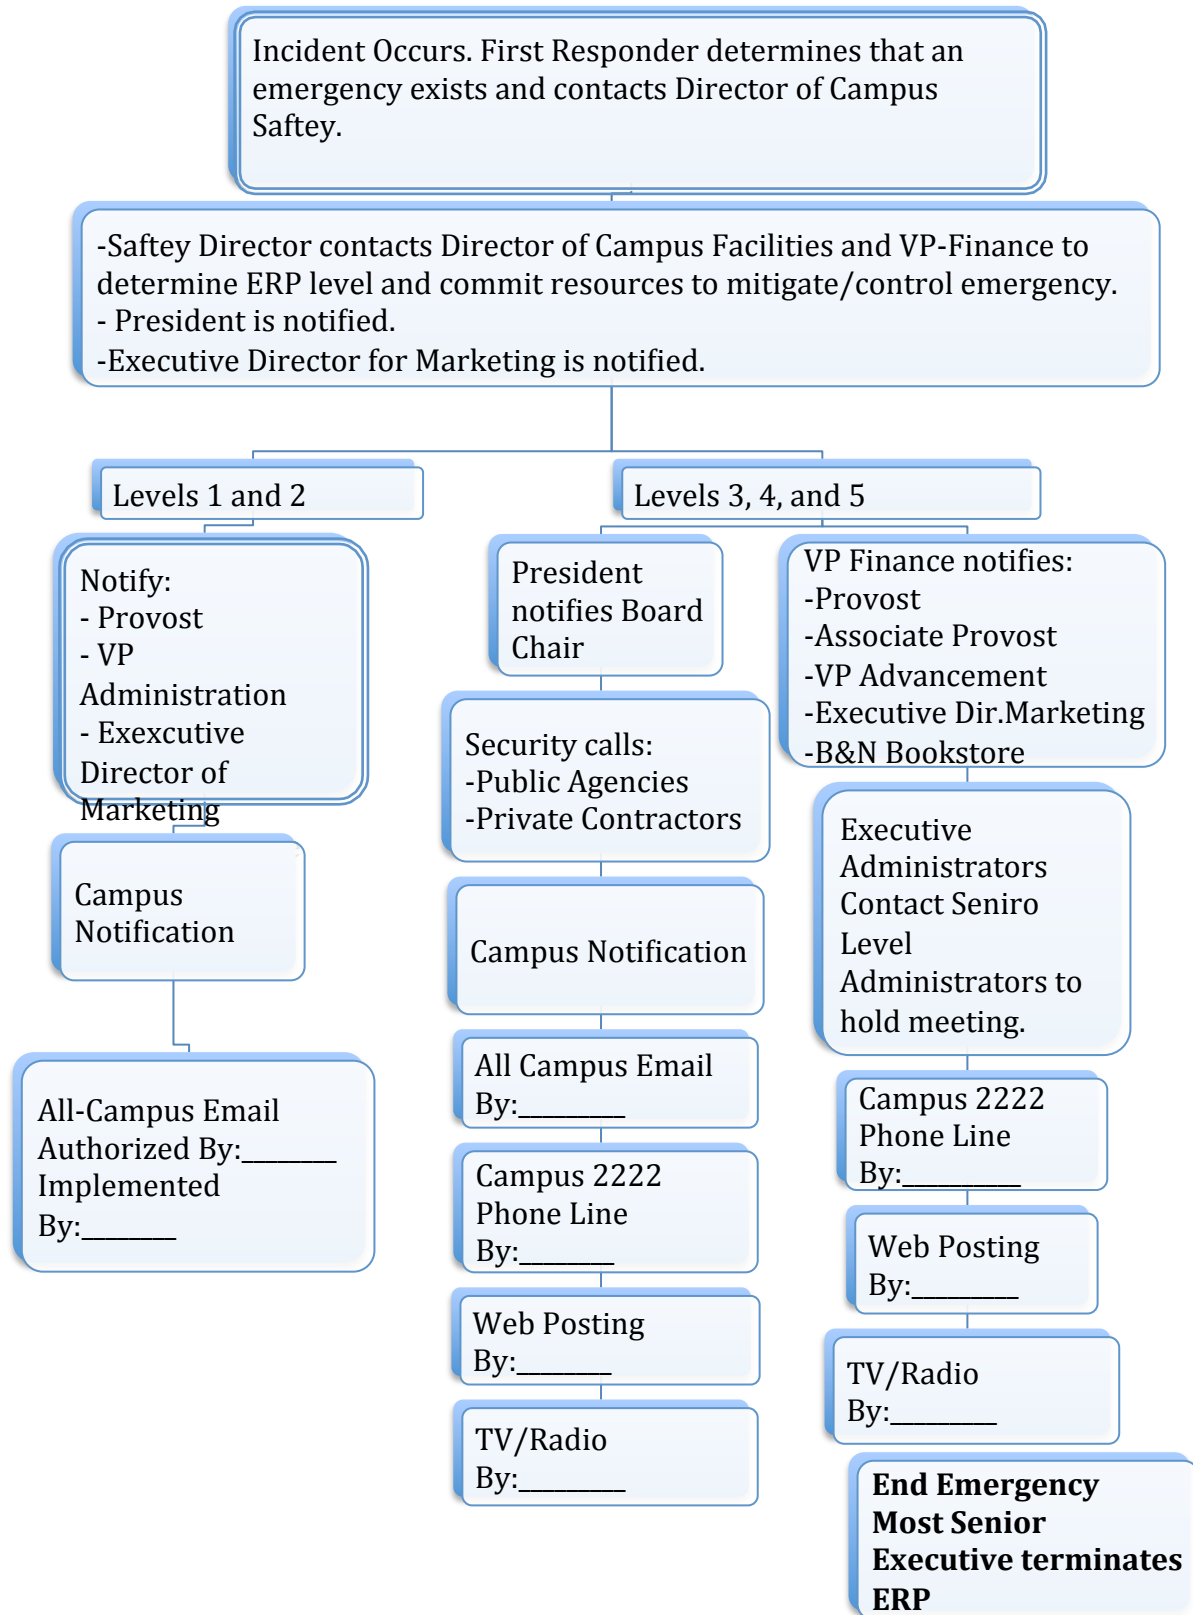 Incident Occurs. First Responder determines that an
emergency exists and contacts Director of Campus
Saftey.
-Saftey Director contacts Director of Campus Facilities and VP-Finance to
determine ERP level and commit resources to mitigate/control emergency.
- President is notified.
-Executive Director for Marketing is notified.
Levels 1 and 2
Notify:
- Provost
- VP
Administration
- Exexcutive
Director of
Marketing
Campus
Notification
All-Campus Email
Authorized By:________
Implemented
By:________
Levels 3, 4, and 5
President
notifies Board
Chair
Security calls:
-Public Agencies
-Private Contractors
Campus Notification
All Campus Email
By:_________
Campus 2222
Phone Line
By:________
Web Posting
By:________
TV/Radio
By:_________
VP Finance notifies:
-Provost
-Associate Provost
-VP Advancement
-Executive Dir.Marketing
-B&N Bookstore
Executive
Administrators
Contact Seniro
Level
Administrators to
hold meeting.
Campus 2222
Phone Line
By:__________
Web Posting
By:_________
TV/Radio
By:_________
End Emergency
Most Senior
Executive terminates
ERP